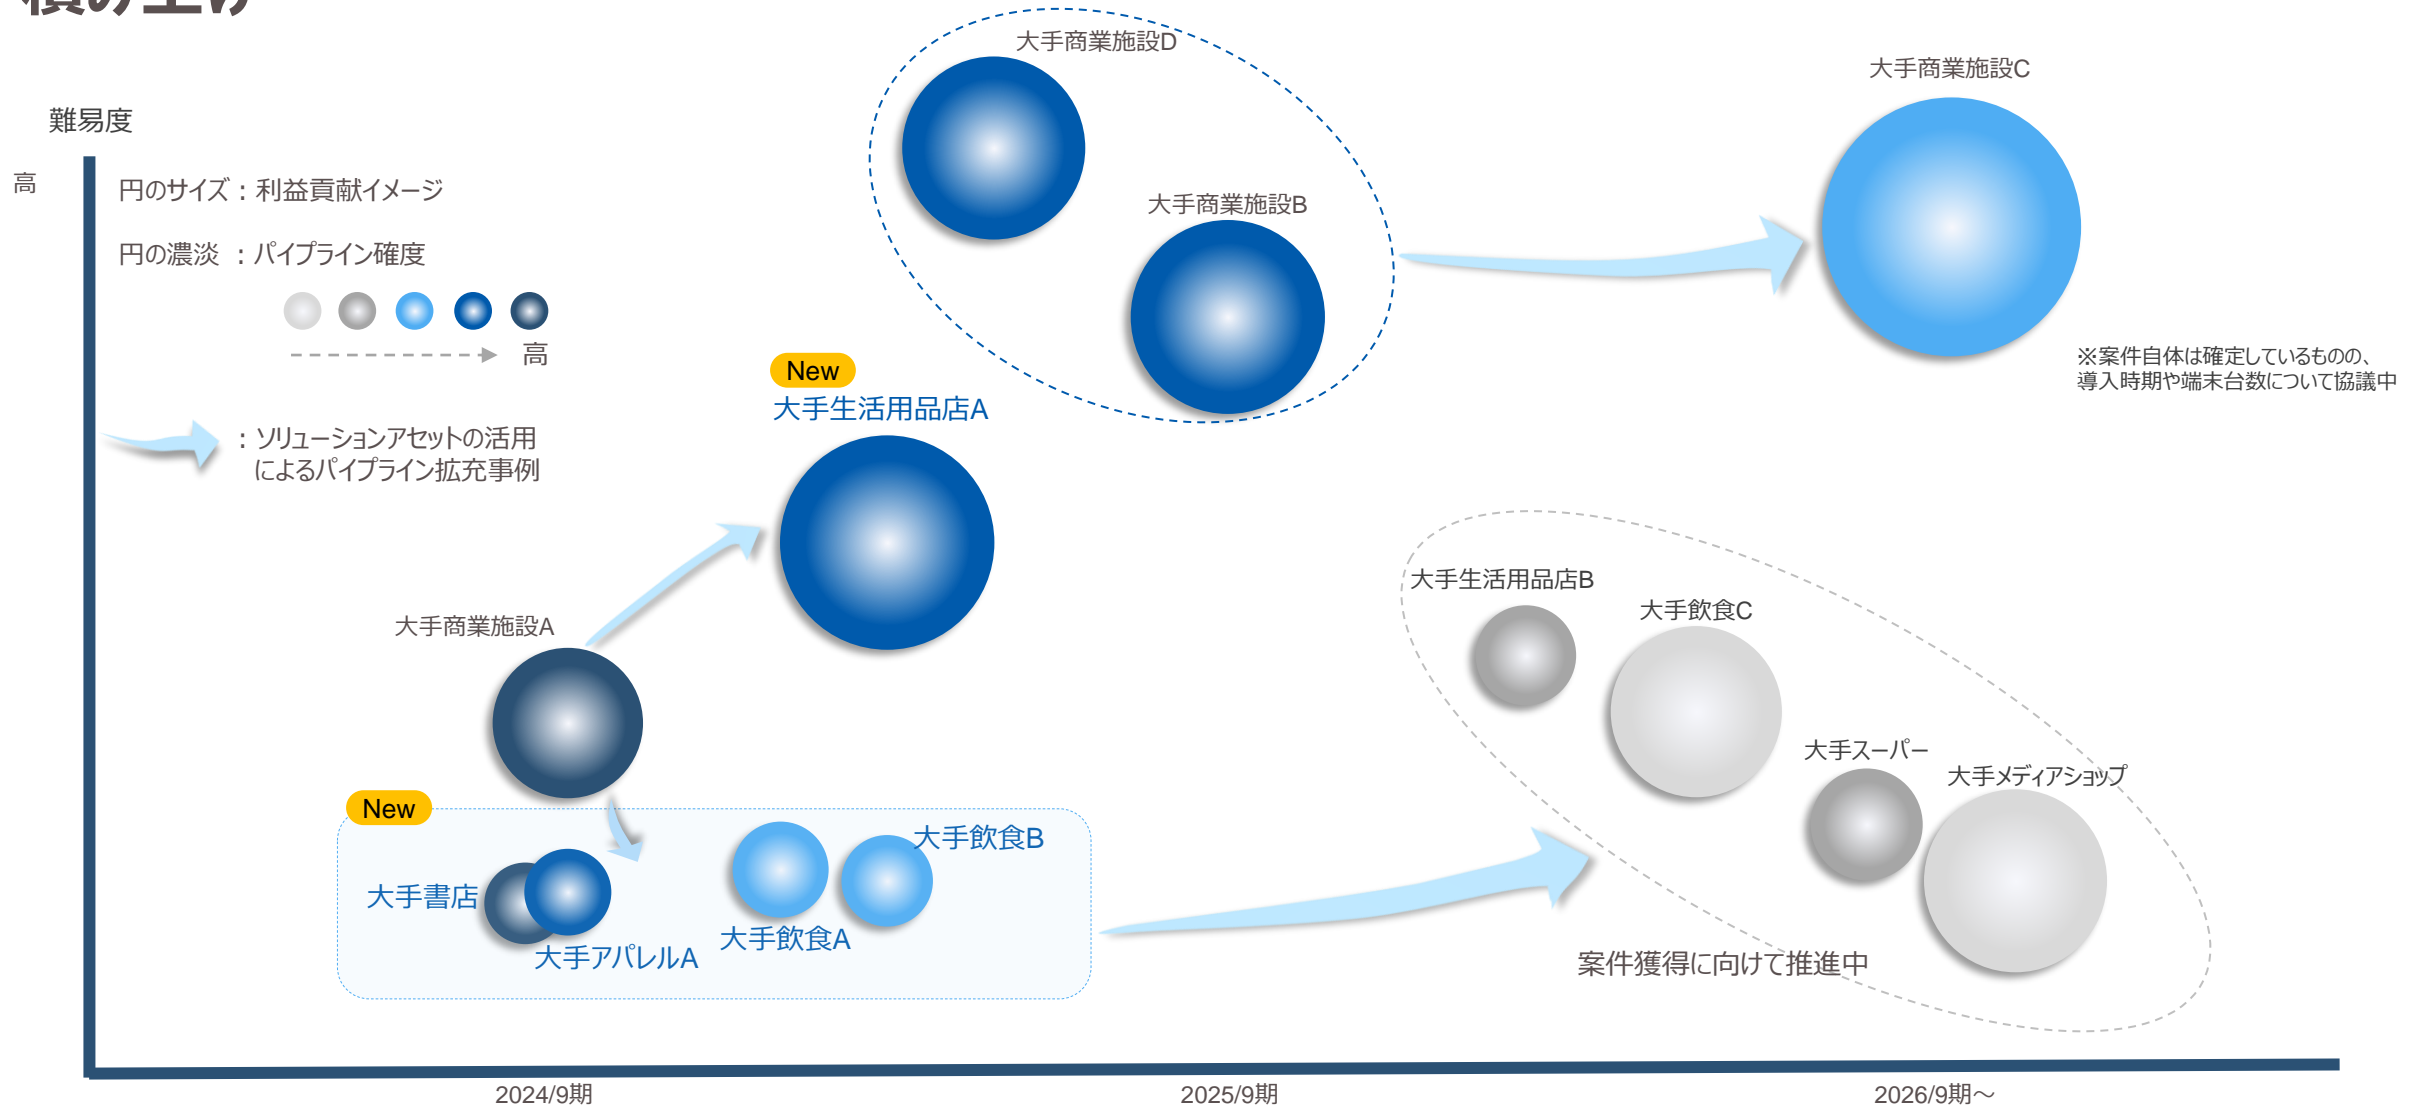 積み上げ
大手商業施設D
大手商業施設C
難易度
高
円のサイズ：利益貢献イメージ
大手商業施設B
円の濃淡 ：パイプライン確度
高
※案件自体は確定しているものの、
導入時期や端末台数について協議中
New
大手生活用品店A
：ソリューションアセットの活用
によるパイプライン拡充事例
大手生活用品店B
大手飲食C
大手商業施設A
大手スーパー
大手メディアショップ
New
大手飲食B
大手書店
大手アパレルA
大手飲食A
案件獲得に向けて推進中
2024/9期
2025/9期
2026/9期～